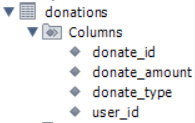 donations
Columns
donate_id
donate_amount
donate_type
user_id